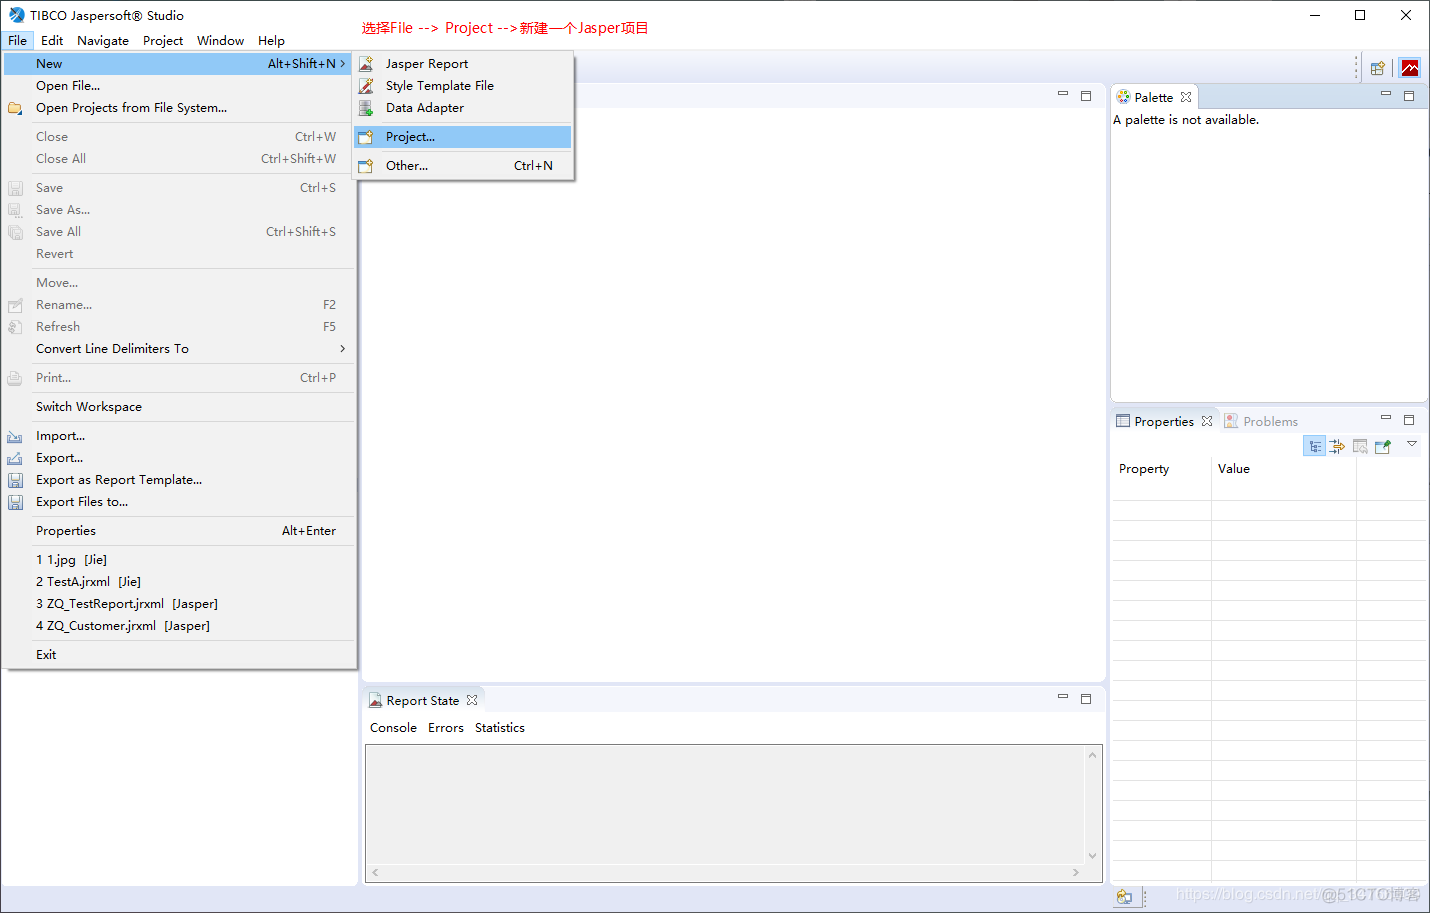 TIBCO Jaspersoft® Studio
选择File --> Project -->新建一个Jasper项目
File Edit Navigate Project Window Help
New Alt+Shift+N
Open File...
Open Projects from File System...
Close Ctrl+W
Close All Ctrl+Shift+W
Save Ctrl+S
Save As...
Save All Ctrl+Shift+S
Revert
Move...
Rename... F2
Refresh F5
Convert Line Delimiters To
Print... Ctrl+P
Switch Workspace
Import...
Export...
Export as Report Template...
Export Files to...
Properties Alt+Enter
1 1.jpg [Jie]
2 TestA.jrxml [Jie]
3 ZQ_TestReport.jrxml [Jasper]
4 ZQ_Customer.jrxml [Jasper]
Exit
Jasper Report
Style Template File
Data Adapter
Project...
Other... Ctrl+N
Palette
A palette is not available.
Properties Problems
Property Value
Report State
Console Errors Statistics
https://blog.csdn.net/
@51CTO博客